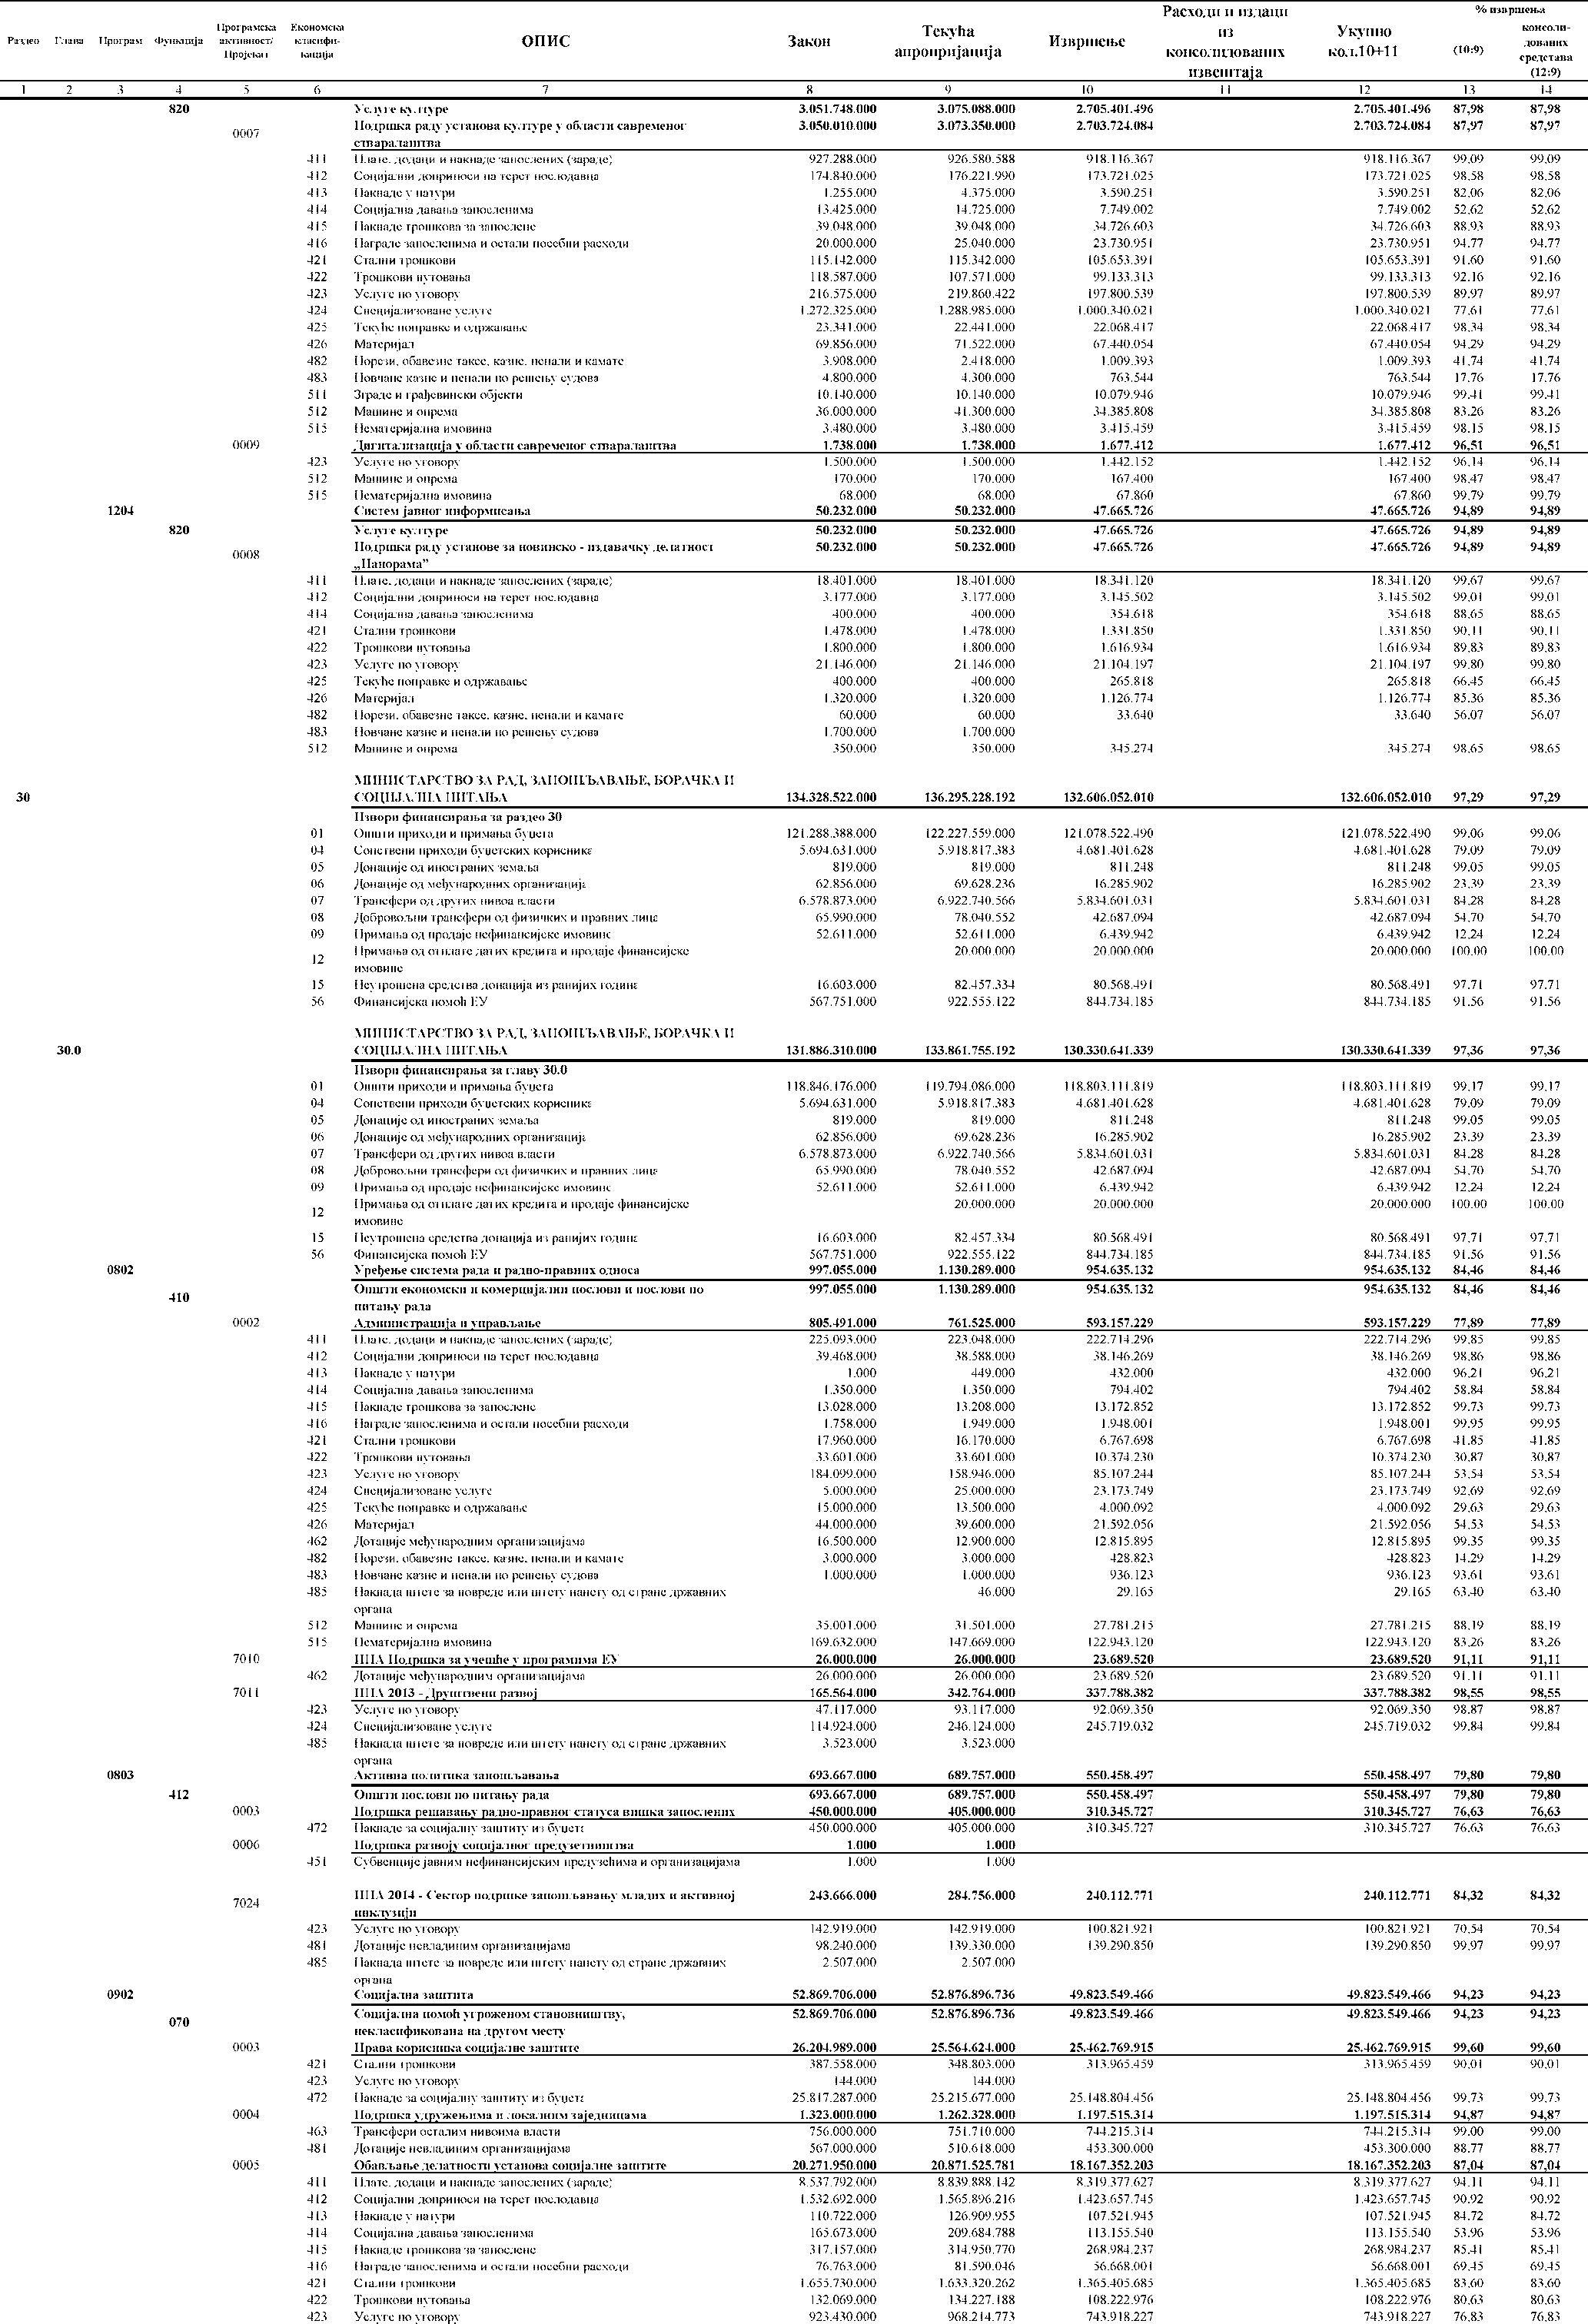 Раздео Глава Програм Функција Програмска активност/ Пројекат Економска класифи-кација ОПИС Закон Текућа апропријација Извршење Расходи и издаци из консолидованих извештаја Укупно кол.10+11 % извршења (10:9) консоли-дованих средстава (12:9)
1 2 3 4 5 6 7 8 9 10 11 12 13 14
820 Услуге културе 3.051.748.000 3.075.088.000 2.705.401.496 2.705.401.496 87,98 87,98
0007 Подршка раду установа културе у области савременог стваралаштва 3.050.010.000 3.073.350.000 2.703.724.084 2.703.724.084 87,97 87,97
411 Плате, додаци и накнаде запослених (зараде) 927.288.000 926.580.588 918.116.367 918.116.367 99,09 99,09
412 Социјални доприноси на терет послодавца 174.840.000 176.221.990 173.721.025 173.721.025 98,58 98,58
413 Накнаде у натури 1.255.000 4.375.000 3.590.251 3.590.251 82,06 82,06
414 Социјална давања запосленима 13.425.000 14.725.000 7.749.002 7.749.002 52,62 52,62
415 Накнаде трошкова за запослене 39.048.000 39.048.000 34.726.603 34.726.603 88,93 88,93
416 Награде запосленима и остали посебни расходи 20.000.000 25.040.000 23.730.951 23.730.951 94,77 94,77
421 Стални трошкови 115.142.000 115.342.000 105.653.391 105.653.391 91,60 91,60
422 Трошкови путовања 118.587.000 107.571.000 99.133.313 99.133.313 92,16 92,16
423 Услуге по уговору 216.575.000 219.860.422 197.800.539 197.800.539 89,97 89,97
424 Специјализоване услуге 1.272.325.000 1.288.985.000 1.000.340.021 1.000.340.021 77,61 77,61
425 Текуће поправке и одржавање 23.341.000 22.441.000 22.068.417 22.068.417 98,34 98,34
426 Материјал 69.856.000 71.522.000 67.440.054 67.440.054 94,29 94,29
482 Порези, обавезне таксе, казне, пенали и камате 3.908.000 2.418.000 1.009.393 1.009.393 41,74 41,74
483 Новчане казне и пенали по решењу судова 4.800.000 4.300.000 763.544 763.544 17,76 17,76
511 Зграде и грађевински објекти 10.140.000 10.140.000 10.079.946 10.079.946 99,41 99,41
512 Машине и опрема 36.000.000 41.300.000 34.385.808 34.385.808 83,26 83,26
515 Нематеријална имовина 3.480.000 3.480.000 3.415.459 3.415.459 98,15 98,15
0009 Дигитализација у области савременог стваралаштва 1.738.000 1.738.000 1.677.412 1.677.412 96,51 96,51
423 Услуге по уговору 1.500.000 1.500.000 1.442.152 1.442.152 96,14 96,14
512 Машине и опрема 170.000 170.000 167.400 167.400 98,47 98,47
515 Нематеријална имовина 68.000 68.000 67.860 67.860 99,79 99,79
1204 Систем јавног информисања 50.232.000 50.232.000 47.665.726 47.665.726 94,89 94,89
820 Услуге културе 50.232.000 50.232.000 47.665.726 47.665.726 94,89 94,89
0008 Подршка раду установе за новинско - издавачку делатност „Панорама” 50.232.000 50.232.000 47.665.726 47.665.726 94,89 94,89
411 Плате, додаци и накнаде запослених (зараде) 18.401.000 18.401.000 18.341.120 18.341.120 99,67 99,67
412 Социјални доприноси на терет послодавца 3.177.000 3.177.000 3.145.502 3.145.502 99,01 99,01
414 Социјална давања запосленима 400.000 400.000 354.618 354.618 88,65 88,65
421 Стални трошкови 1.478.000 1.478.000 1.331.850 1.331.850 90,11 90,11
422 Трошкови путовања 1.800.000 1.800.000 1.616.934 1.616.934 89,83 89,83
423 Услуге по уговору 21.146.000 21.146.000 21.104.197 21.104.197 99,80 99,80
425 Текуће поправке и одржавање 400.000 400.000 265.818 265.818 66,45 66,45
426 Материјал 1.320.000 1.320.000 1.126.774 1.126.774 85,36 85,36
482 Порези, обавезне таксе, казне, пенали и камате 60.000 60.000 33.640 33.640 56,07 56,07
483 Новчане казне и пенали по решењу судова 1.700.000 1.700.000
512 Машине и опрема 350.000 350.000 345.274 345.274 98,65 98,65
МИНИСТАРСТВО ЗА РАД, ЗАПОШЉАВАЊЕ, БОРАЧКА И
30 СОЦИЈАЛНА ПИТАЊА 134.328.522.000 136.295.228.192 132.606.052.010 132.606.052.010 97,29 97,29
Извори финансирања за раздео 30
01 Општи приходи и примања буџета 121.288.388.000 122.227.559.000 121.078.522.490 121.078.522.490 99,06 99,06
04 Сопствени приходи буџетских корисника 5.694.631.000 5.918.817.383 4.681.401.628 4.681.401.628 79,09 79,09
05 Донације од иностраних земаља 819.000 819.000 811.248 811.248 99,05 99,05
06 Донације од међународних организација 62.856.000 69.628.236 16.285.902 16.285.902 23,39 23,39
07 Трансфери од других нивоа власти 6.578.873.000 6.922.740.566 5.834.601.031 5.834.601.031 84,28 84,28
08 Добровољни трансфери од физичких и правних лица 65.990.000 78.040.552 42.687.094 42.687.094 54,70 54,70
09 Примања од продаје нефинансијске имовине 52.611.000 52.611.000 6.439.942 6.439.942 12,24 12,24
12 Примања од отплате датих кредита и продаје финансијске имовине 20.000.000 20.000.000 20.000.000 100,00 100,00
15 Неутрошена средства донација из ранијих година 16.603.000 82.457.334 80.568.491 80.568.491 97,71 97,71
56 Финансијска помоћ ЕУ 567.751.000 922.555.122 844.734.185 844.734.185 91,56 91,56
МИНИСТАРСТВО ЗА РАД, ЗАПОШЉАВАЊЕ, БОРАЧКА И
30.0 СОЦИЈАЛНА ПИТАЊА 131.886.310.000 133.861.755.192 130.330.641.339 130.330.641.339 97,36 97,36
Извори финансирања за главу 30.0
01 Општи приходи и примања буџета 118.846.176.000 119.794.086.000 118.803.111.819 118.803.111.819 99,17 99,17
04 Сопствени приходи буџетских корисника 5.694.631.000 5.918.817.383 4.681.401.628 4.681.401.628 79,09 79,09
05 Донације од иностраних земаља 819.000 819.000 811.248 811.248 99,05 99,05
06 Донације од међународних организација 62.856.000 69.628.236 16.285.902 16.285.902 23,39 23,39
07 Трансфери од других нивоа власти 6.578.873.000 6.922.740.566 5.834.601.031 5.834.601.031 84,28 84,28
08 Добровољни трансфери од физичких и правних лица 65.990.000 78.040.552 42.687.094 42.687.094 54,70 54,70
09 Примања од продаје нефинансијске имовине 52.611.000 52.611.000 6.439.942 6.439.942 12,24 12,24
12 Примања од отплате датих кредита и продаје финансијске имовине 20.000.000 20.000.000 20.000.000 100,00 100,00
15 Неутрошена средства донација из ранијих година 16.603.000 82.457.334 80.568.491 80.568.491 97,71 97,71
56 Финансијска помоћ ЕУ 567.751.000 922.555.122 844.734.185 844.734.185 91,56 91,56
0802 Уређење система рада и радно-правних односа 997.055.000 1.130.289.000 954.635.132 954.635.132 84,46 84,46
410 Општи економски и комерцијални послови и послови по питању рада 997.055.000 1.130.289.000 954.635.132 954.635.132 84,46 84,46
0002 Администрација и управљање 805.491.000 761.525.000 593.157.229 593.157.229 77,89 77,89
411 Плате, додаци и накнаде запослених (зараде) 225.093.000 223.048.000 222.714.296 222.714.296 99,85 99,85
412 Социјални доприноси на терет послодавца 39.468.000 38.588.000 38.146.269 38.146.269 98,86 98,86
413 Накнаде у натури 1.000 449.000 432.000 432.000 96,21 96,21
414 Социјална давања запосленима 1.350.000 1.350.000 794.402 794.402 58,84 58,84
415 Накнаде трошкова за запослене 13.028.000 13.208.000 13.172.852 13.172.852 99,73 99,73
416 Награде запосленима и остали посебни расходи 1.758.000 1.949.000 1.948.001 1.948.001 99,95 99,95
421 Стални трошкови 17.960.000 16.170.000 6.767.698 6.767.698 41,85 41,85
422 Трошкови путовања 33.601.000 33.601.000 10.374.230 10.374.230 30,87 30,87
423 Услуге по уговору 184.099.000 158.946.000 85.107.244 85.107.244 53,54 53,54
424 Специјализоване услуге 5.000.000 25.000.000 23.173.749 23.173.749 92,69 92,69
425 Текуће поправке и одржавање 15.000.000 13.500.000 4.000.092 4.000.092 29,63 29,63
426 Материјал 44.000.000 39.600.000 21.592.056 21.592.056 54,53 54,53
462 Дотације међународним организацијама 16.500.000 12.900.000 12.815.895 12.815.895 99,35 99,35
482 Порези, обавезне таксе, казне, пенали и камате 3.000.000 3.000.000 428.823 428.823 14,29 14,29
483 Новчане казне и пенали по решењу судова 1.000.000 1.000.000 936.123 936.123 93,61 93,61
485 Накнада штете за повреде или штету нанету од стране државних органа 46.000 29.165 29.165 63,40 63,40
512 Машине и опрема 35.001.000 31.501.000 27.781.215 27.781.215 88,19 88,19
515 Нематеријална имовина 169.632.000 147.669.000 122.943.120 122.943.120 83,26 83,26
7010 ИПА Подршка за учешће у програмима ЕУ 26.000.000 26.000.000 23.689.520 23.689.520 91,11 91,11
462 Дотације међународним организацијама 26.000.000 26.000.000 23.689.520 23.689.520 91,11 91,11
7011 ИПА 2013 - Друштвени развој 165.564.000 342.764.000 337.788.382 337.788.382 98,55 98,55
423 Услуге по уговору 47.117.000 93.117.000 92.069.350 92.069.350 98,87 98,87
424 Специјализоване услуге 114.924.000 246.124.000 245.719.032 245.719.032 99,84 99,84
485 Накнада штете за повреде или штету нанету од стране државних органа 3.523.000 3.523.000
0803 Активна политика запошљавања 693.667.000 689.757.000 550.458.497 550.458.497 79,80 79,80
412 Општи послови по питању рада 693.667.000 689.757.000 550.458.497 550.458.497 79,80 79,80
0003 Подршка решавању радно-правног статуса вишка запослених 450.000.000 405.000.000 310.345.727 310.345.727 76,63 76,63
472 Накнаде за социјалну заштиту из буџета 450.000.000 405.000.000 310.345.727 310.345.727 76,63 76,63
0006 Подршка развоју социјалног предузетништва 1.000 1.000
451 Субвенције јавним нефинансијским предузећима и организацијама 1.000 1.000
7024 ИПА 2014 - Сектор подршке запошљавању младих и активној инклузији 243.666.000 284.756.000 240.112.771 240.112.771 84,32 84,32
423 Услуге по уговору 142.919.000 142.919.000 100.821.921 100.821.921 70,54 70,54
481 Дотације невладиним организацијама 98.240.000 139.330.000 139.290.850 139.290.850 99,97 99,97
485 Накнада штете за повреде или штету нанету од стране државних органа 2.507.000 2.507.000
0902 Социјална заштита 52.869.706.000 52.876.896.736 49.823.549.466 49.823.549.466 94,23 94,23
070 Социјална помоћ угроженом становништву, некласификована на другом месту 52.869.706.000 52.876.896.736 49.823.549.466 49.823.549.466 94,23 94,23
0003 Права корисника социјалне заштите 26.204.989.000 25.564.624.000 25.462.769.915 25.462.769.915 99,60 99,60
421 Стални трошкови 387.558.000 348.803.000 313.965.459 313.965.459 90,01 90,01
423 Услуге по уговору 144.000 144.000
472 Накнаде за социјалну заштиту из буџета 25.817.287.000 25.215.677.000 25.148.804.456 25.148.804.456 99,73 99,73
0004 Подршка удружењима и локалним заједницама 1.323.000.000 1.262.328.000 1.197.515.314 1.197.515.314 94,87 94,87
463 Трансфери осталим нивоима власти 756.000.000 751.710.000 744.215.314 744.215.314 99,00 99,00
481 Дотације невладиним организацијама 567.000.000 510.618.000 453.300.000 453.300.000 88,77 88,77
0005 Обављање делатности установа социјалне заштите 20.271.950.000 20.871.525.781 18.167.352.203 18.167.352.203 87,04 87,04
411 Плате, додаци и накнаде запослених (зараде) 8.537.792.000 8.839.888.142 8.319.377.627 8.319.377.627 94,11 94,11
412 Социјални доприноси на терет послодавца 1.532.692.000 1.565.896.216 1.423.657.745 1.423.657.745 90,92 90,92
413 Накнаде у натури 110.722.000 126.909.955 107.521.945 107.521.945 84,72 84,72
414 Социјална давања запосленима 165.673.000 209.684.788 113.155.540 113.155.540 53,96 53,96
415 Накнаде трошкова за запослене 317.157.000 314.950.770 268.984.237 268.984.237 85,41 85,41
416 Награде запосленима и остали посебни расходи 76.763.000 81.590.046 56.668.001 56.668.001 69,45 69,45
421 Стални трошкови 1.655.730.000 1.633.320.262 1.365.405.685 1.365.405.685 83,60 83,60
422 Трошкови путовања 132.069.000 134.227.188 108.222.976 108.222.976 80,63 80,63
423 Услуге по уговору 923.430.000 968.214.773 743.918.227 743.918.227 76,83 76,83